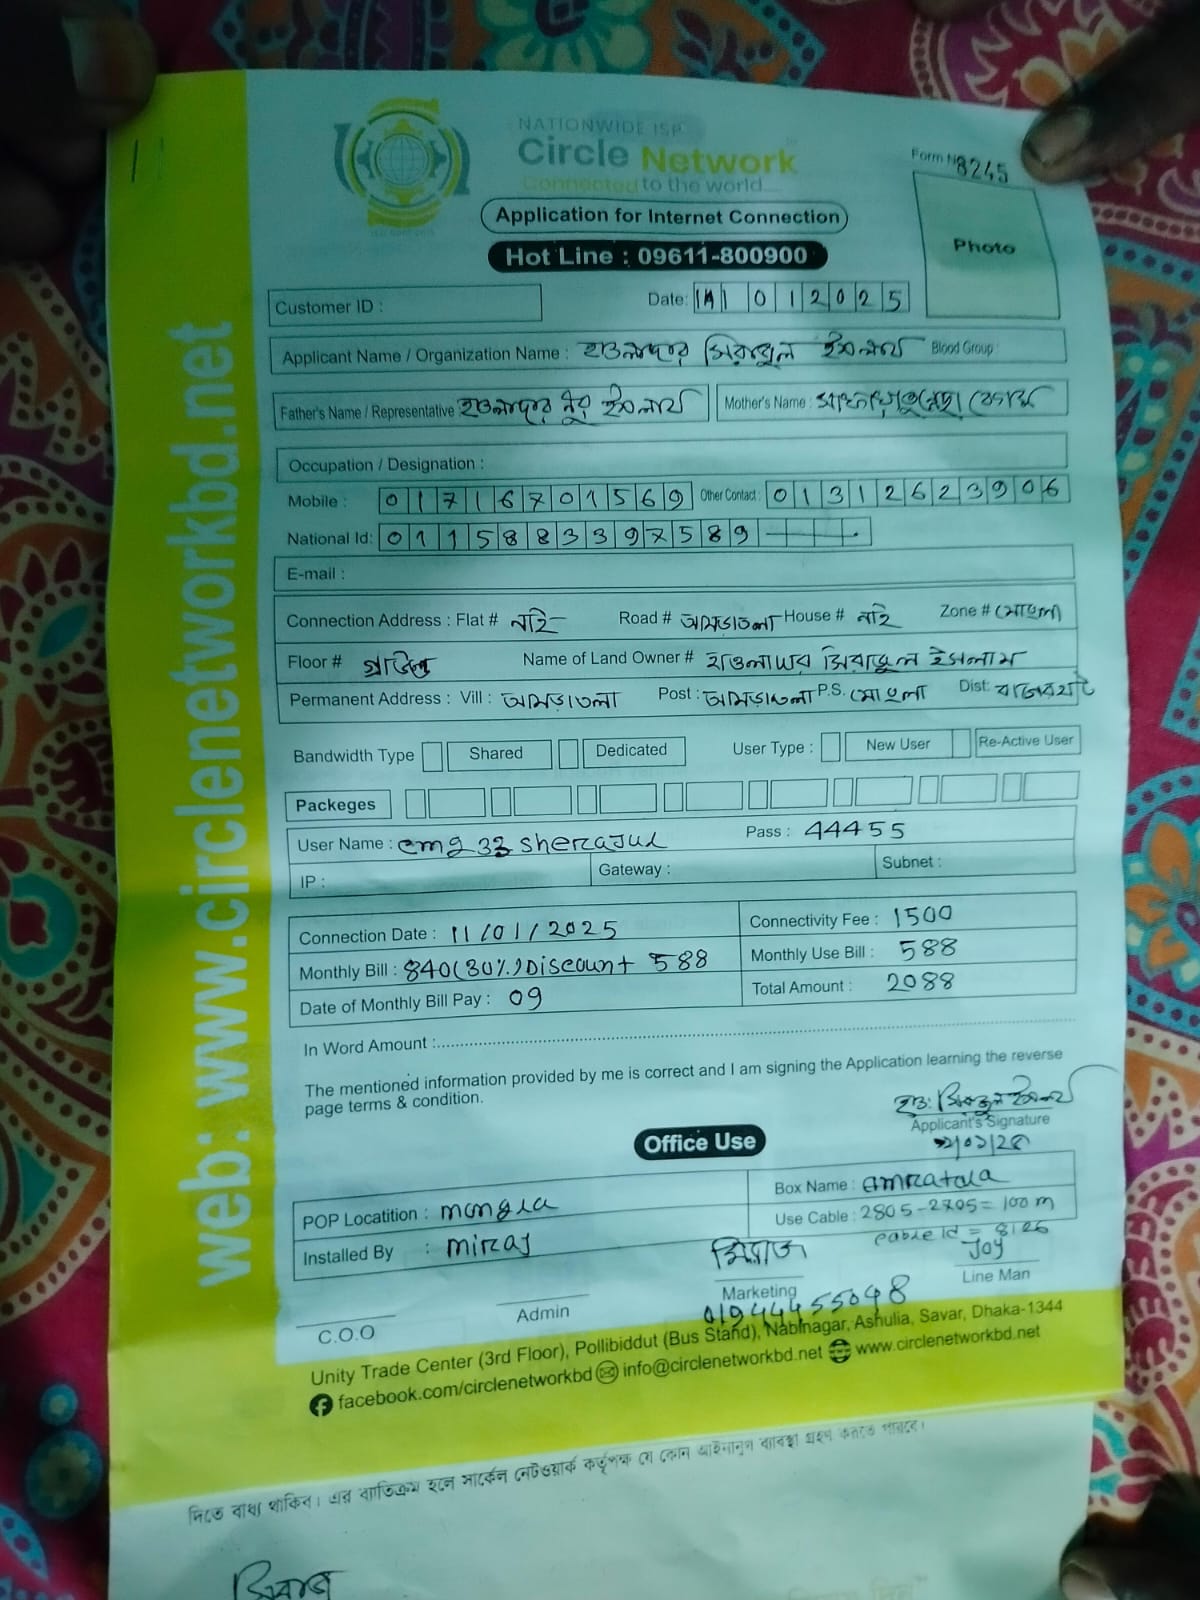 NATIONWIDE ISP
Circle Network
Connected to the world....
Form N 8245
Application for Internet Connection
Hot Line : 09611-800900
Photo
Customer ID :
Date: 01 2025
Applicant Name / Organization Name : হাওলাদার সিরাজুল ইসলাম Blood Group :
Father's Name / Representative : হাওলাদার নুর ইসলাম Mother's Name : বেগম
Occupation / Designation :
Mobile : 01716701569 Other Contact : 01312623906
National Id: 0115883397589
E-mail :
Connection Address : Flat # নাই Road # আমড়াতলা House # নাই Zone # মোংলা
Floor # Name of Land Owner # হাওলাদার সিরাজুল ইসলাম
Permanent Address : Vill : আমড়াতলা Post : আমড়াতলা P.S. মোংলা Dist: বাগেরহাট
Bandwidth Type Shared Dedicated User Type : New User Re-Active User
Packeges
User Name : Pass : 44455
IP : Gateway : Subnet :
Connection Date : 11/01/2025 Connectivity Fee : 1500
Monthly Bill : 840(30%)Discount 588 Monthly Use Bill : 588
Date of Monthly Bill Pay : 09 Total Amount : 2088
In Word Amount :
The mentioned information provided by me is correct and I am signing the Application learning the reverse
page terms & condition.
হাওঃ সিরাজুল ইসলাম
Applicant's Signature
Office Use
POP Locatition : mongla Box Name : amratala
Installed By : miraj Use Cable : 2805-2705=100m
cable Id = 8126
মিরাজ Joy
C.O.O Admin Marketing Line Man
01944455098
Unity Trade Center (3rd Floor), Pollibiddut (Bus Stand), Nabinagar, Ashulia, Savar, Dhaka-1344
facebook.com/circlenetworkbd info@circlenetworkbd.net www.circlenetworkbd.net
web: www.circlenetworkbd.net
দিতে বাধ্য থাকিব। এর ব্যতিক্রম হলে সার্কেল নেটওয়ার্ক কর্তৃপক্ষ যে কোন আইনানুগ ব্যাবস্থা গ্রহণ করতে পারবে।